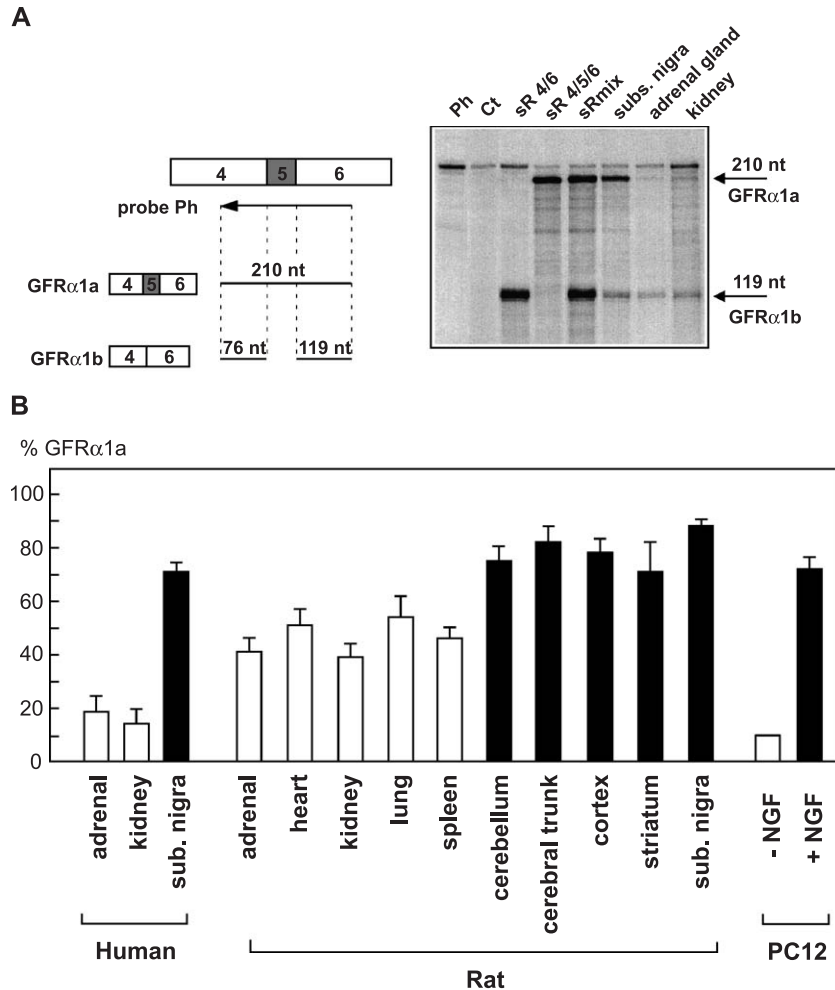 A
Ph
Ct
sR 4/6
sR 4/5/6
sRmix
subs. nigra
adrenal gland
kidney
4 5 6
probe Ph
210 nt
GFRα1a 4 5 6
76 nt 119 nt
GFRα1b 4 6
210 nt
GFRα1a
119 nt
GFRα1b
B
% GFRα1a
100
80
60
40
20
0
adrenal
kidney
sub. nigra
adrenal
heart
kidney
lung
spleen
cerebellum
cerebral trunk
cortex
striatum
sub. nigra
- NGF
+ NGF
Human
Rat
PC12